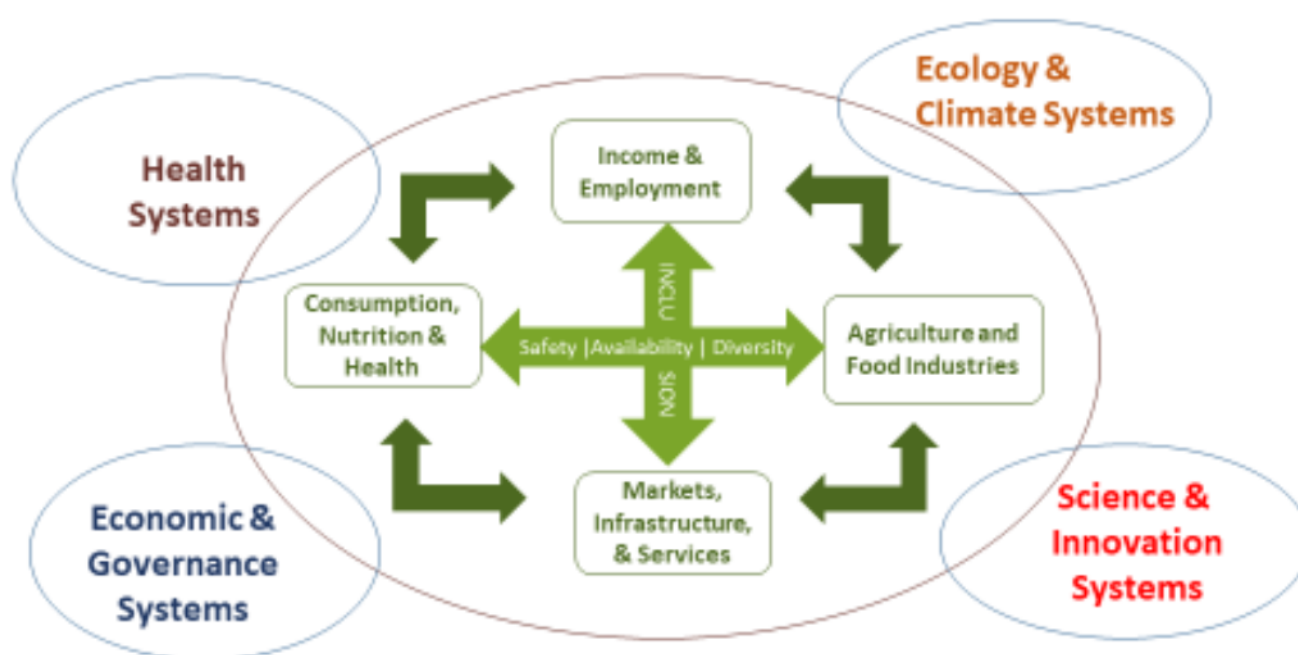 Ecology &
Climate Systems
Health
Systems
Income &
Employment
Consumption,
Nutrition &
Health
INCLU
Safety |Availability | Diversity
SION
Agriculture and
Food Industries
Markets,
Infrastructure,
& Services
Economic &
Governance
Systems
Science &
Innovation
Systems